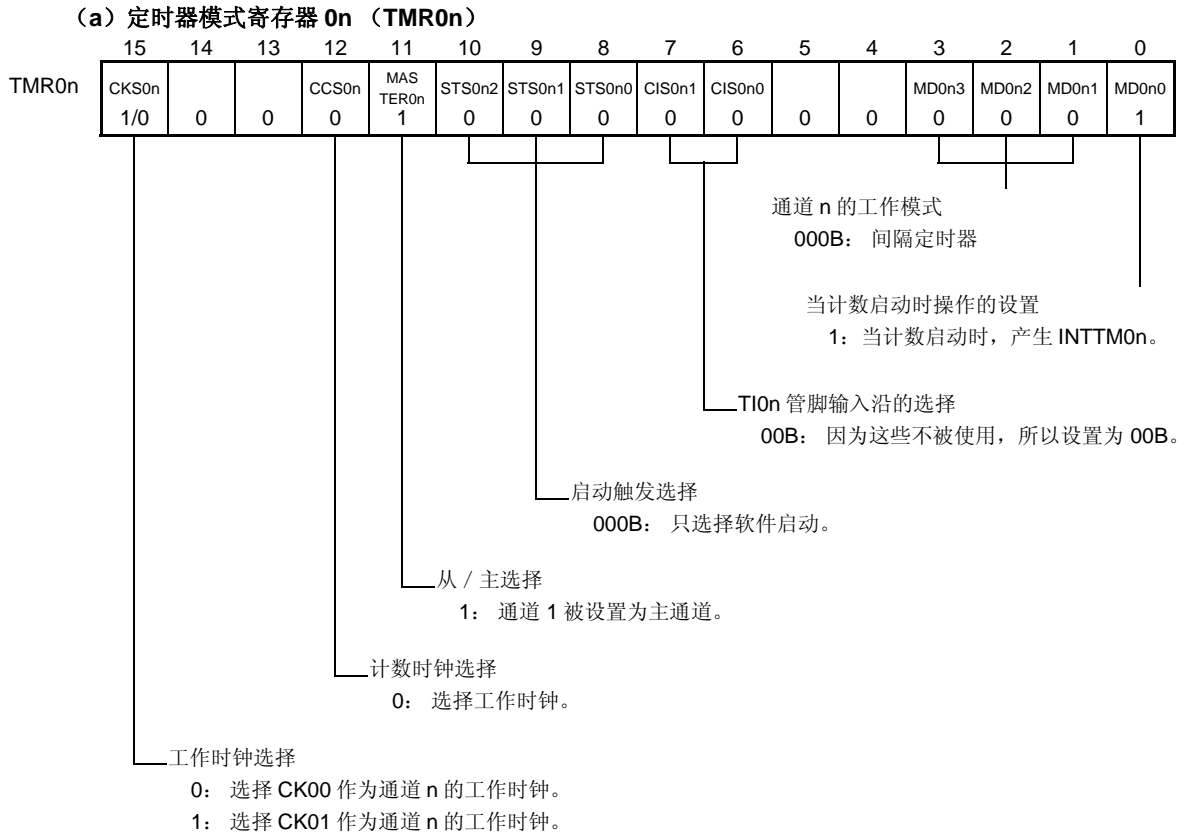 （a）定时器模式寄存器 0n （TMR0n）
15 14 13 12 11 10 9 8 7 6 5 4 3 2 1 0
TMR0n CKS0n CCS0n MAS TER0n STS0n2 STS0n1 STS0n0 CIS0n1 CIS0n0 MD0n3 MD0n2 MD0n1 MD0n0
1/0 0 0 0 1 0 0 0 0 0 0 0 0 0 0 1
通道 n 的工作模式
000B： 间隔定时器
当计数启动时操作的设置
1：当计数启动时，产生 INTTM0n。
TI0n 管脚输入沿的选择
00B： 因为这些不被使用，所以设置为 00B。
启动触发选择
000B： 只选择软件启动。
从／主选择
1： 通道 1 被设置为主通道。
计数时钟选择
0： 选择工作时钟。
工作时钟选择
0： 选择 CK00 作为通道 n 的工作时钟。
1： 选择 CK01 作为通道 n 的工作时钟。